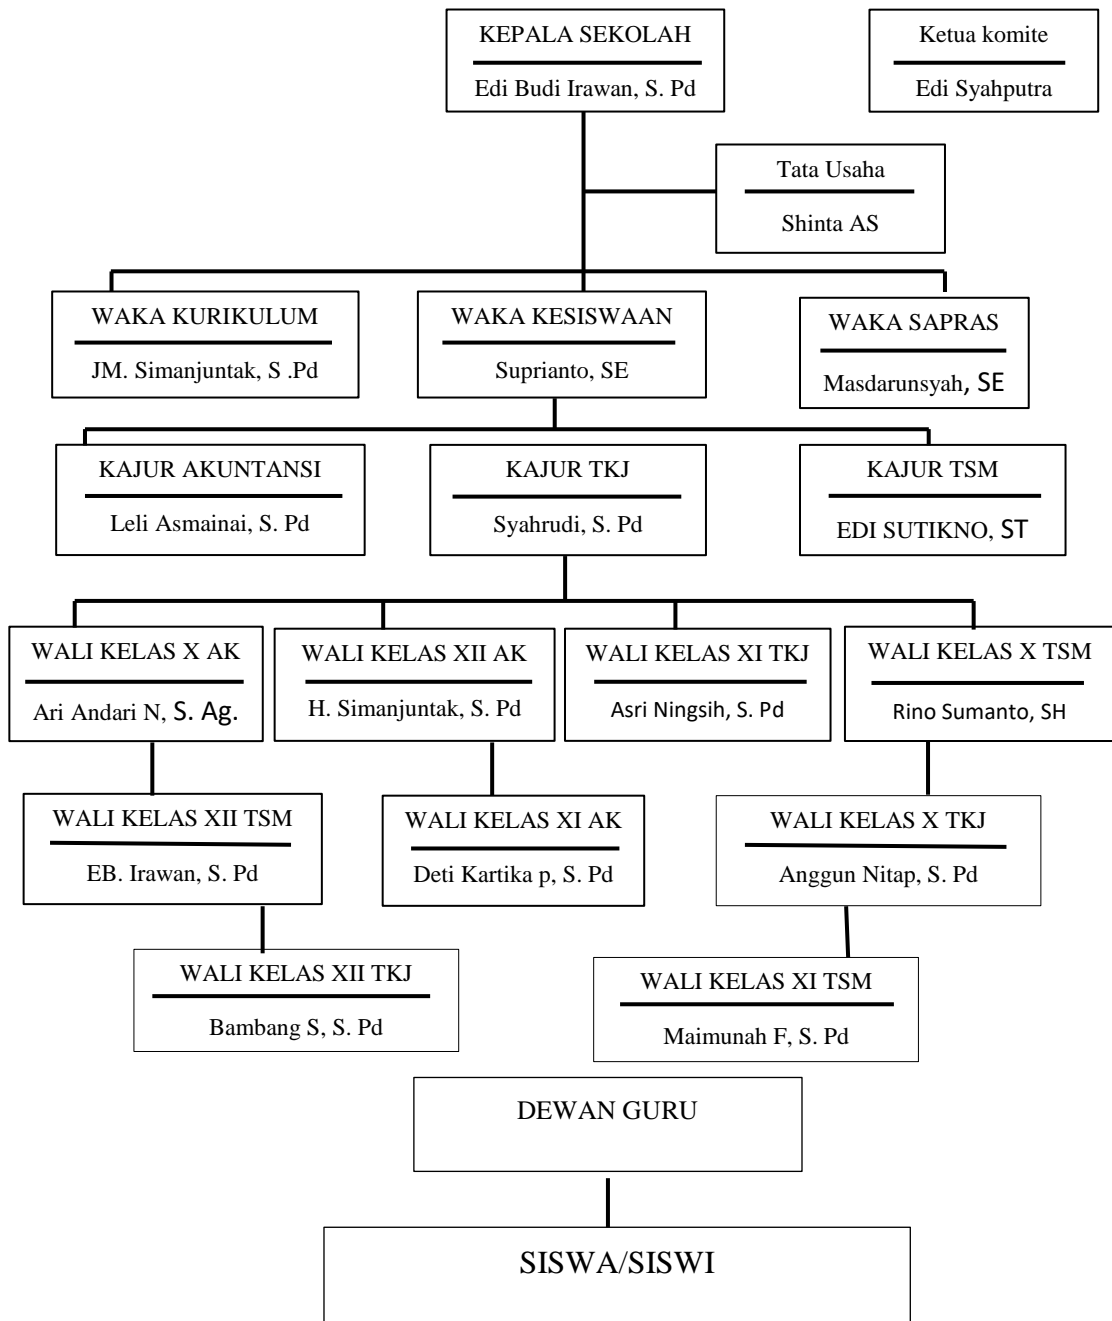 KEPALA SEKOLAH
Edi Budi Irawan, S. Pd
Ketua komite
Edi Syahputra
Tata Usaha
Shinta AS
WAKA KURIKULUM
JM. Simanjuntak, S .Pd
WAKA KESISWAAN
Suprianto, SE
WAKA SAPRAS
Masdarunsyah, SE
KAJUR AKUNTANSI
Leli Asmainai, S. Pd
KAJUR TKJ
Syahrudi, S. Pd
KAJUR TSM
EDI SUTIKNO, ST
WALI KELAS X AK
Ari Andari N, S. Ag.
WALI KELAS XII AK
H. Simanjuntak, S. Pd
WALI KELAS XI TKJ
Asri Ningsih, S. Pd
WALI KELAS X TSM
Rino Sumanto, SH
WALI KELAS XII TSM
EB. Irawan, S. Pd
WALI KELAS XI AK
Deti Kartika p, S. Pd
WALI KELAS X TKJ
Anggun Nitap, S. Pd
WALI KELAS XII TKJ
Bambang S, S. Pd
WALI KELAS XI TSM
Maimunah F, S. Pd
DEWAN GURU
SISWA/SISWI